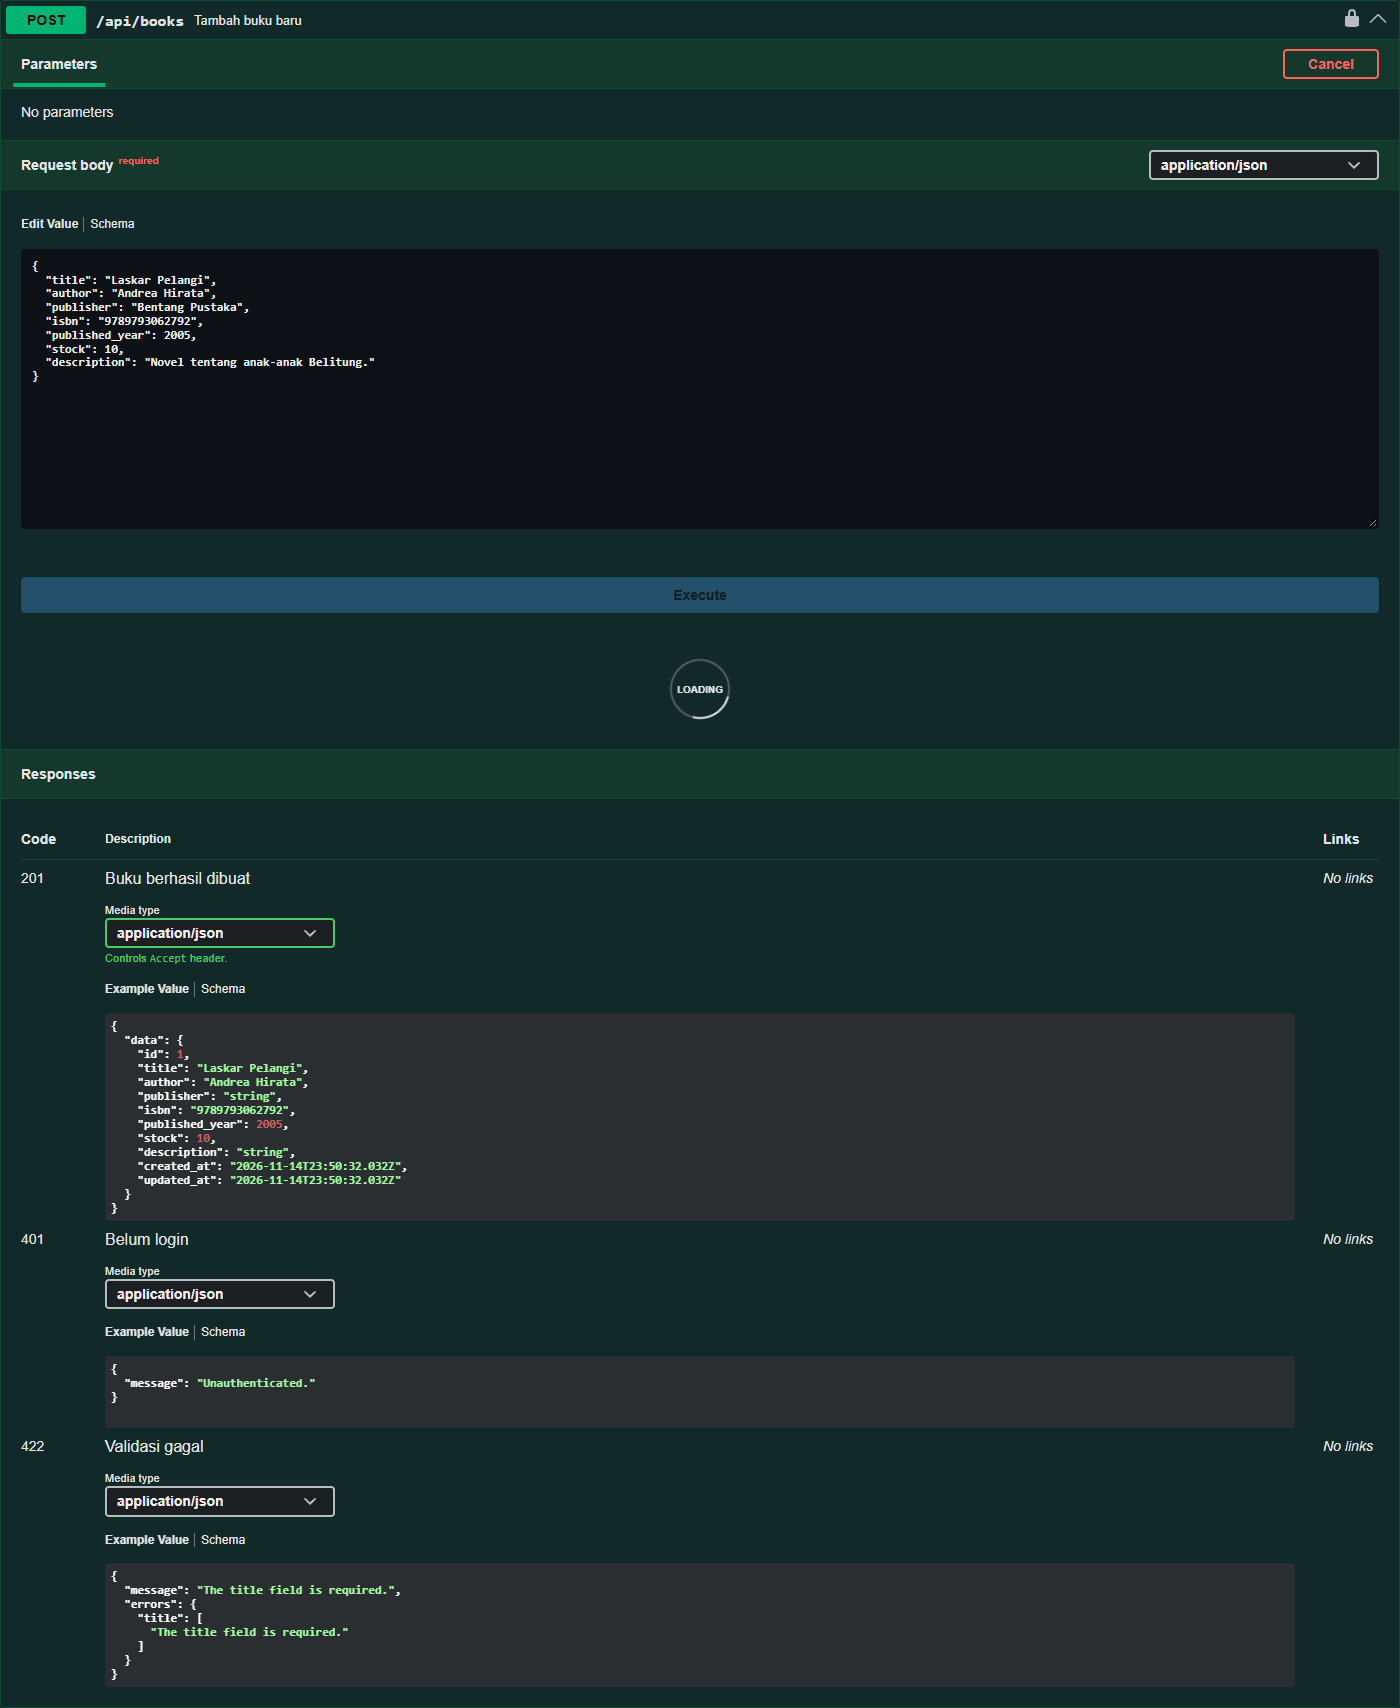 POST /api/books Tambah buku baru
Parameters Cancel
No parameters
Request body required application/json
Edit Value | Schema
{
  "title": "Laskar Pelangi",
  "author": "Andrea Hirata",
  "publisher": "Bentang Pustaka",
  "isbn": "9789793062792",
  "published_year": 2005,
  "stock": 10,
  "description": "Novel tentang anak-anak Belitung."
}
Execute
LOADING
Responses
Code Description Links
201 Buku berhasil dibuat No links
Media type
application/json
Controls Accept header.
Example Value | Schema
{
  "data": {
    "id": 1,
    "title": "Laskar Pelangi",
    "author": "Andrea Hirata",
    "publisher": "string",
    "isbn": "9789793062792",
    "published_year": 2005,
    "stock": 10,
    "description": "string",
    "created_at": "2026-11-14T23:50:32.032Z",
    "updated_at": "2026-11-14T23:50:32.032Z"
  }
}
401 Belum login No links
Media type
application/json
Example Value | Schema
{
  "message": "Unauthenticated."
}
422 Validasi gagal No links
Media type
application/json
Example Value | Schema
{
  "message": "The title field is required.",
  "errors": {
    "title": [
      "The title field is required."
    ]
  }
}